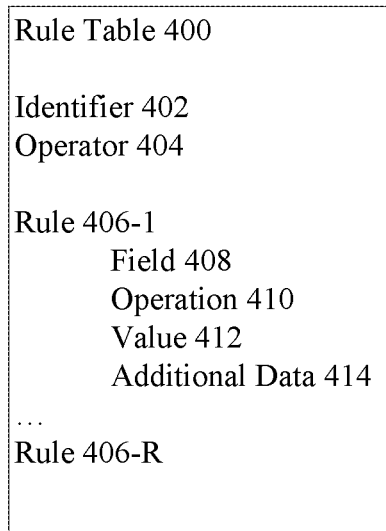 Rule Table 400
Identifier 402
Operator 404
Rule 406-1
Field 408
Operation 410
Value 412
Additional Data 414
...
Rule 406-R